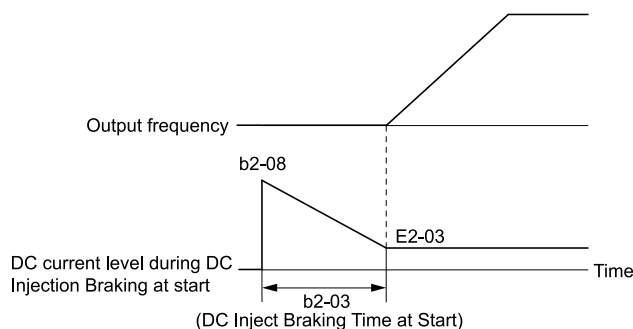 Output frequency
b2-08
E2-03
DC current level during DC
Injection Braking at start
Time
b2-03
(DC Inject Braking Time at Start)